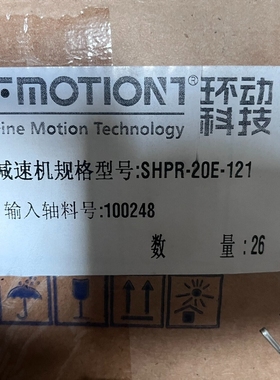 MOTION® 环动科技
Fine Motion Technology
减速机规格型号:SHPR-20E-121
输入轴料号:100248
数 量:26